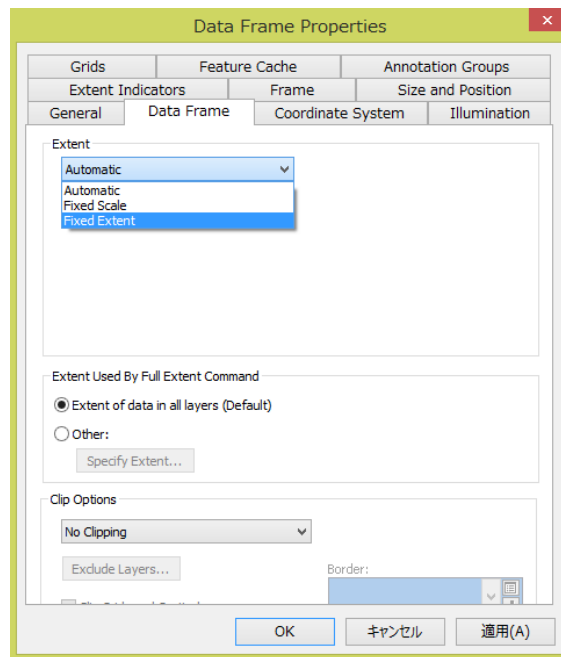 Data Frame Properties
Grids Feature Cache Annotation Groups
Extent Indicators Frame Size and Position
General Data Frame Coordinate System Illumination
Extent
Automatic
Automatic
Fixed Scale
Fixed Extent
Extent Used By Full Extent Command
Extent of data in all layers (Default)
Other:
Specify Extent...
Clip Options
No Clipping
Exclude Layers...
Border:
OK キャンセル 適用(A)